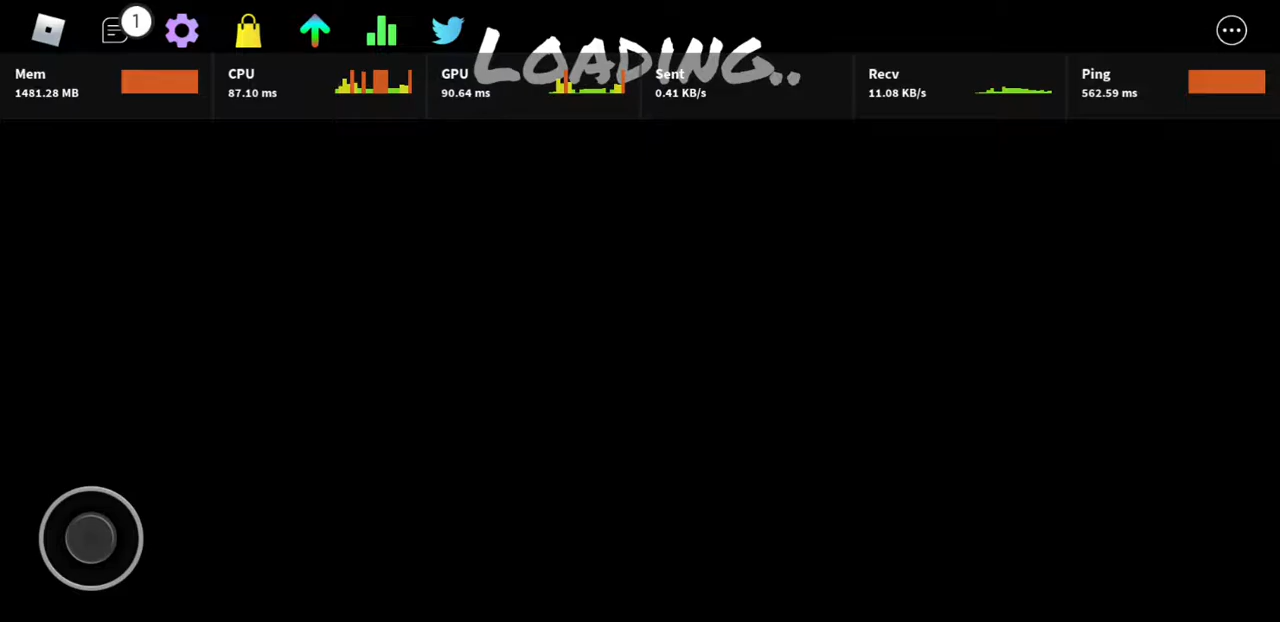 1
Loading..
Mem
1481.28 MB
CPU
87.10 ms
GPU
90.64 ms
Sent
0.41 KB/s
Recv
11.08 KB/s
Ping
562.59 ms